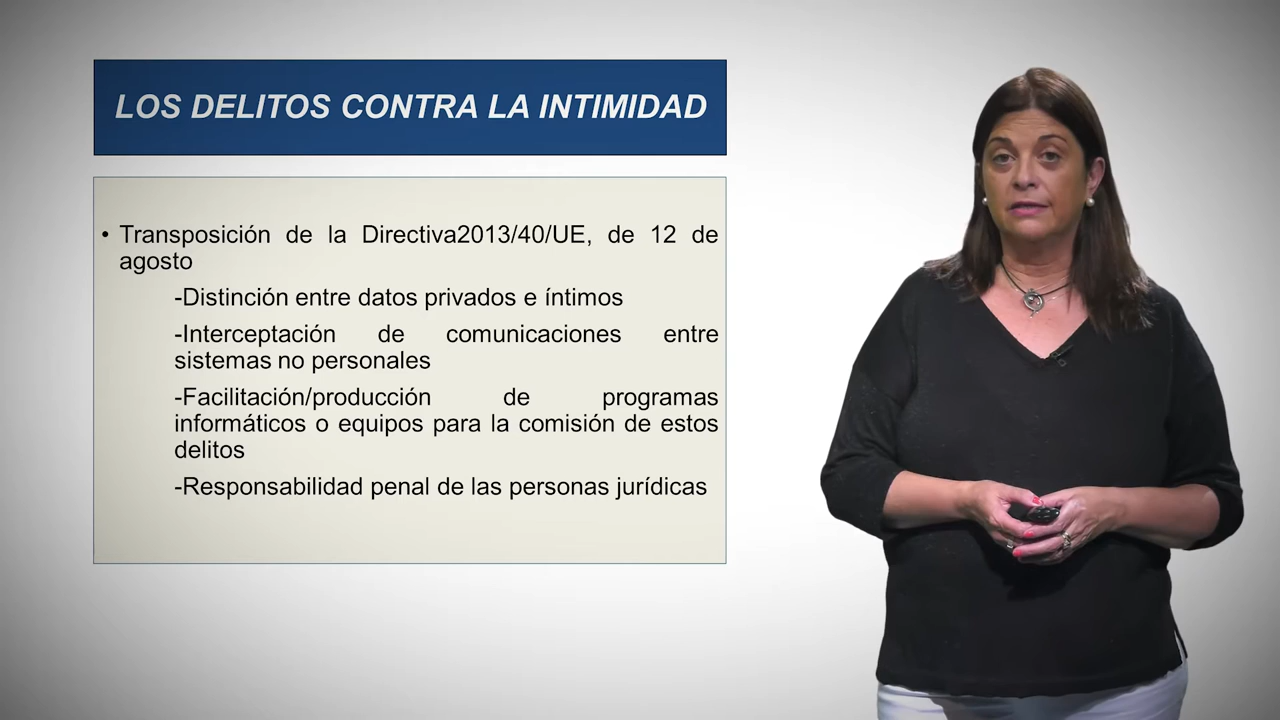 LOS DELITOS CONTRA LA INTIMIDAD
• Transposición de la Directiva2013/40/UE, de 12 de
agosto
-Distinción entre datos privados e íntimos
-Interceptación de comunicaciones entre
sistemas no personales
-Facilitación/producción de programas
informáticos o equipos para la comisión de estos
delitos
-Responsabilidad penal de las personas jurídicas